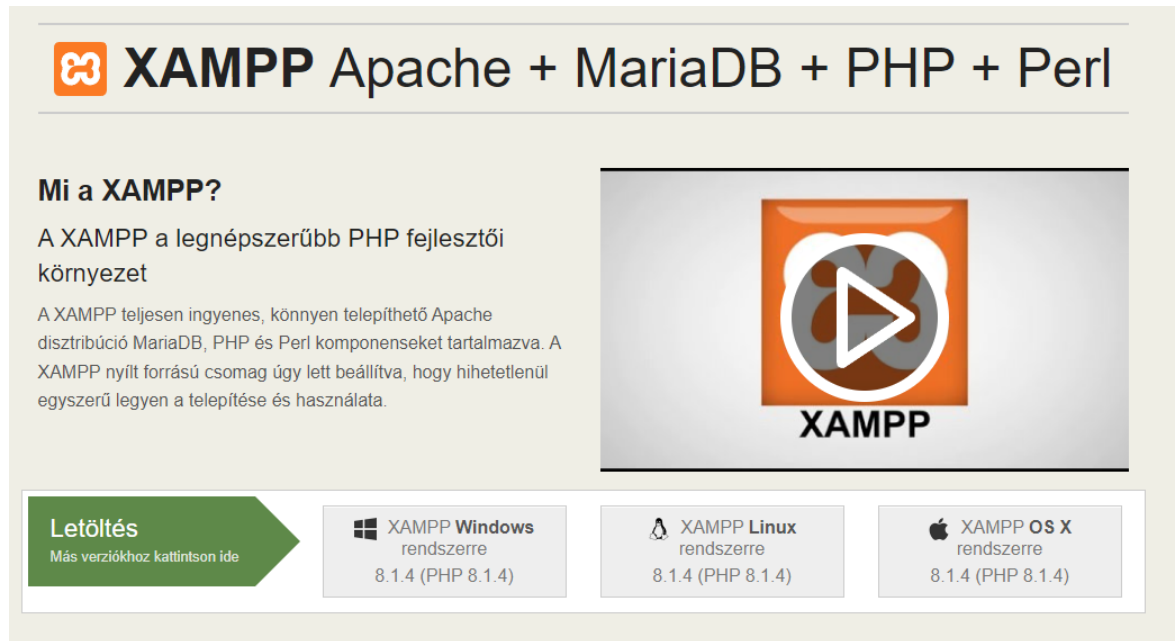 XAMPP Apache + MariaDB + PHP + Perl
Mi a XAMPP?
A XAMPP a legnépszerűbb PHP fejlesztői
környezet
A XAMPP teljesen ingyenes, könnyen telepíthető Apache
disztribúció MariaDB, PHP és Perl komponenseket tartalmazva. A
XAMPP nyílt forrású csomag úgy lett beállítva, hogy hihetetlenül
egyszerű legyen a telepítése és használata.
XAMPP
Letöltés
Más verziókhoz kattintson ide
XAMPP Windows
rendszerre
8.1.4 (PHP 8.1.4)
XAMPP Linux
rendszerre
8.1.4 (PHP 8.1.4)
XAMPP OS X
rendszerre
8.1.4 (PHP 8.1.4)